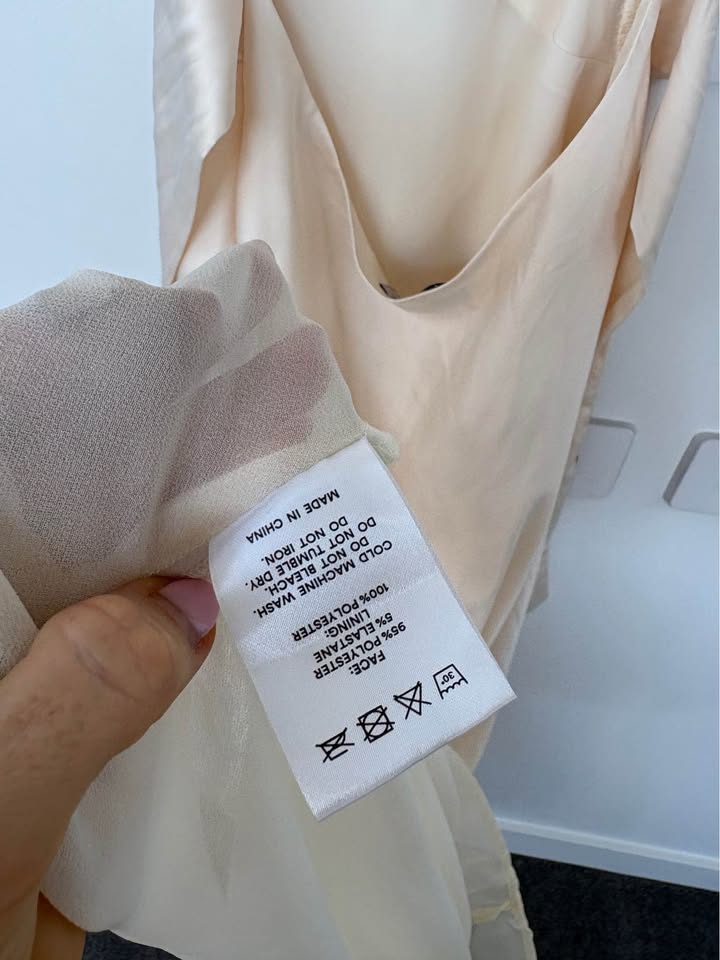 30°
FACE:
95% POLYESTER
5% ELASTANE
LINING:
100% POLYESTER
COLD MACHINE WASH.
DO NOT BLEACH.
DO NOT TUMBLE DRY.
DO NOT IRON.
MADE IN CHINA